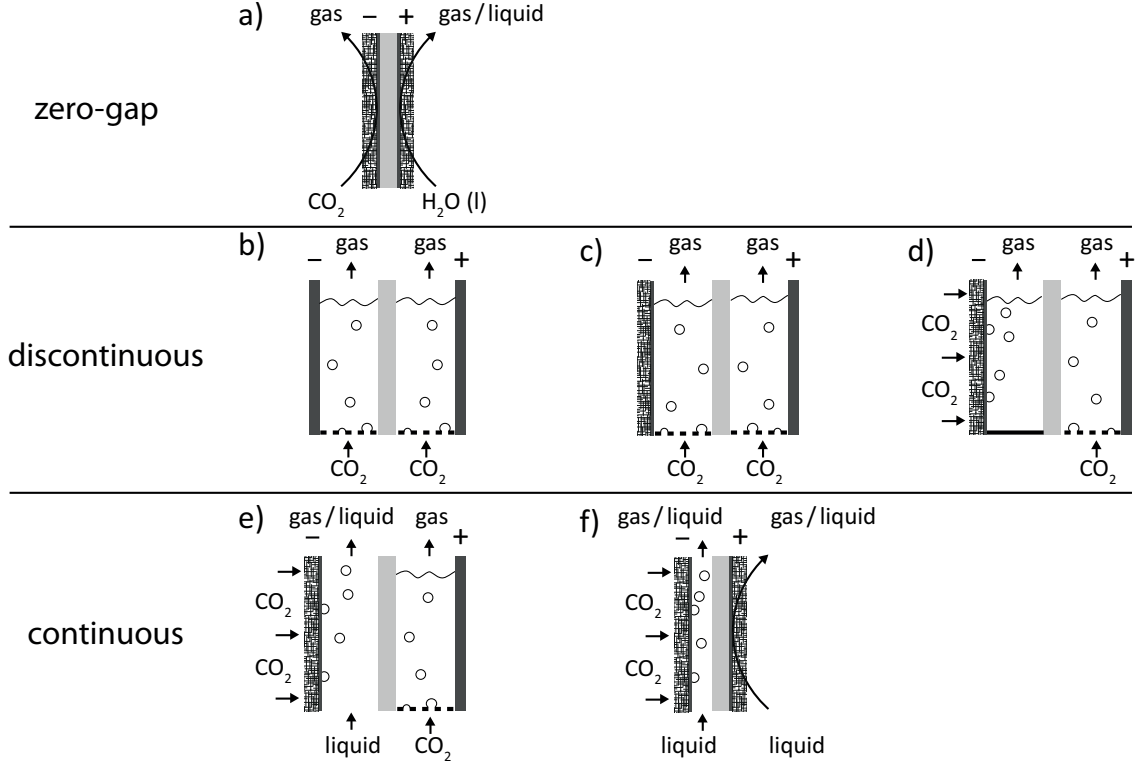 a)
gas
−
+
gas / liquid
zero-gap
CO₂
H₂O (l)
b)
gas
gas
−
+
CO₂
CO₂
c)
gas
gas
−
+
CO₂
CO₂
d)
gas
gas
−
+
CO₂
CO₂
CO₂
discontinuous
e)
gas / liquid
gas
−
+
CO₂
CO₂
liquid
CO₂
f)
gas / liquid
gas / liquid
−
+
CO₂
CO₂
liquid
liquid
continuous